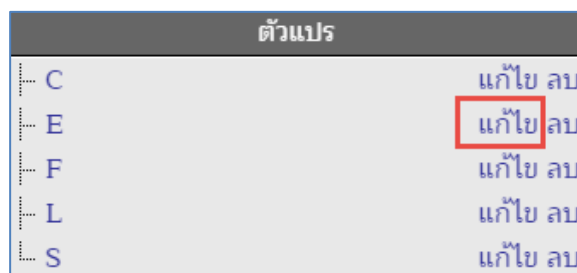 ตัวแปร
C แก้ไข ลบ
E แก้ไข ลบ
F แก้ไข ลบ
L แก้ไข ลบ
S แก้ไข ลบ